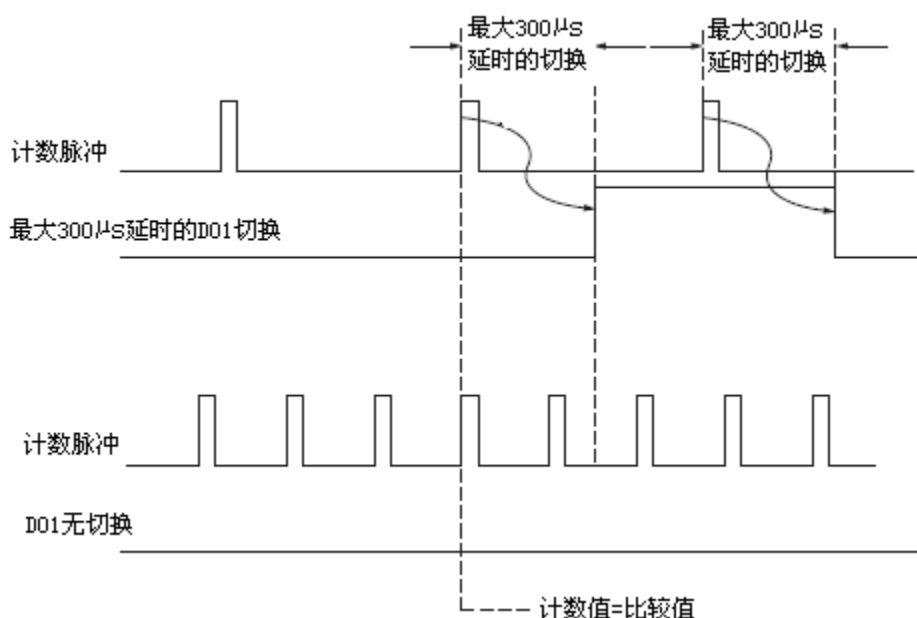 最大300μS
延时的切换
最大300μS
延时的切换
计数脉冲
最大300μS延时的D01切换
计数脉冲
D01无切换
计数值=比较值